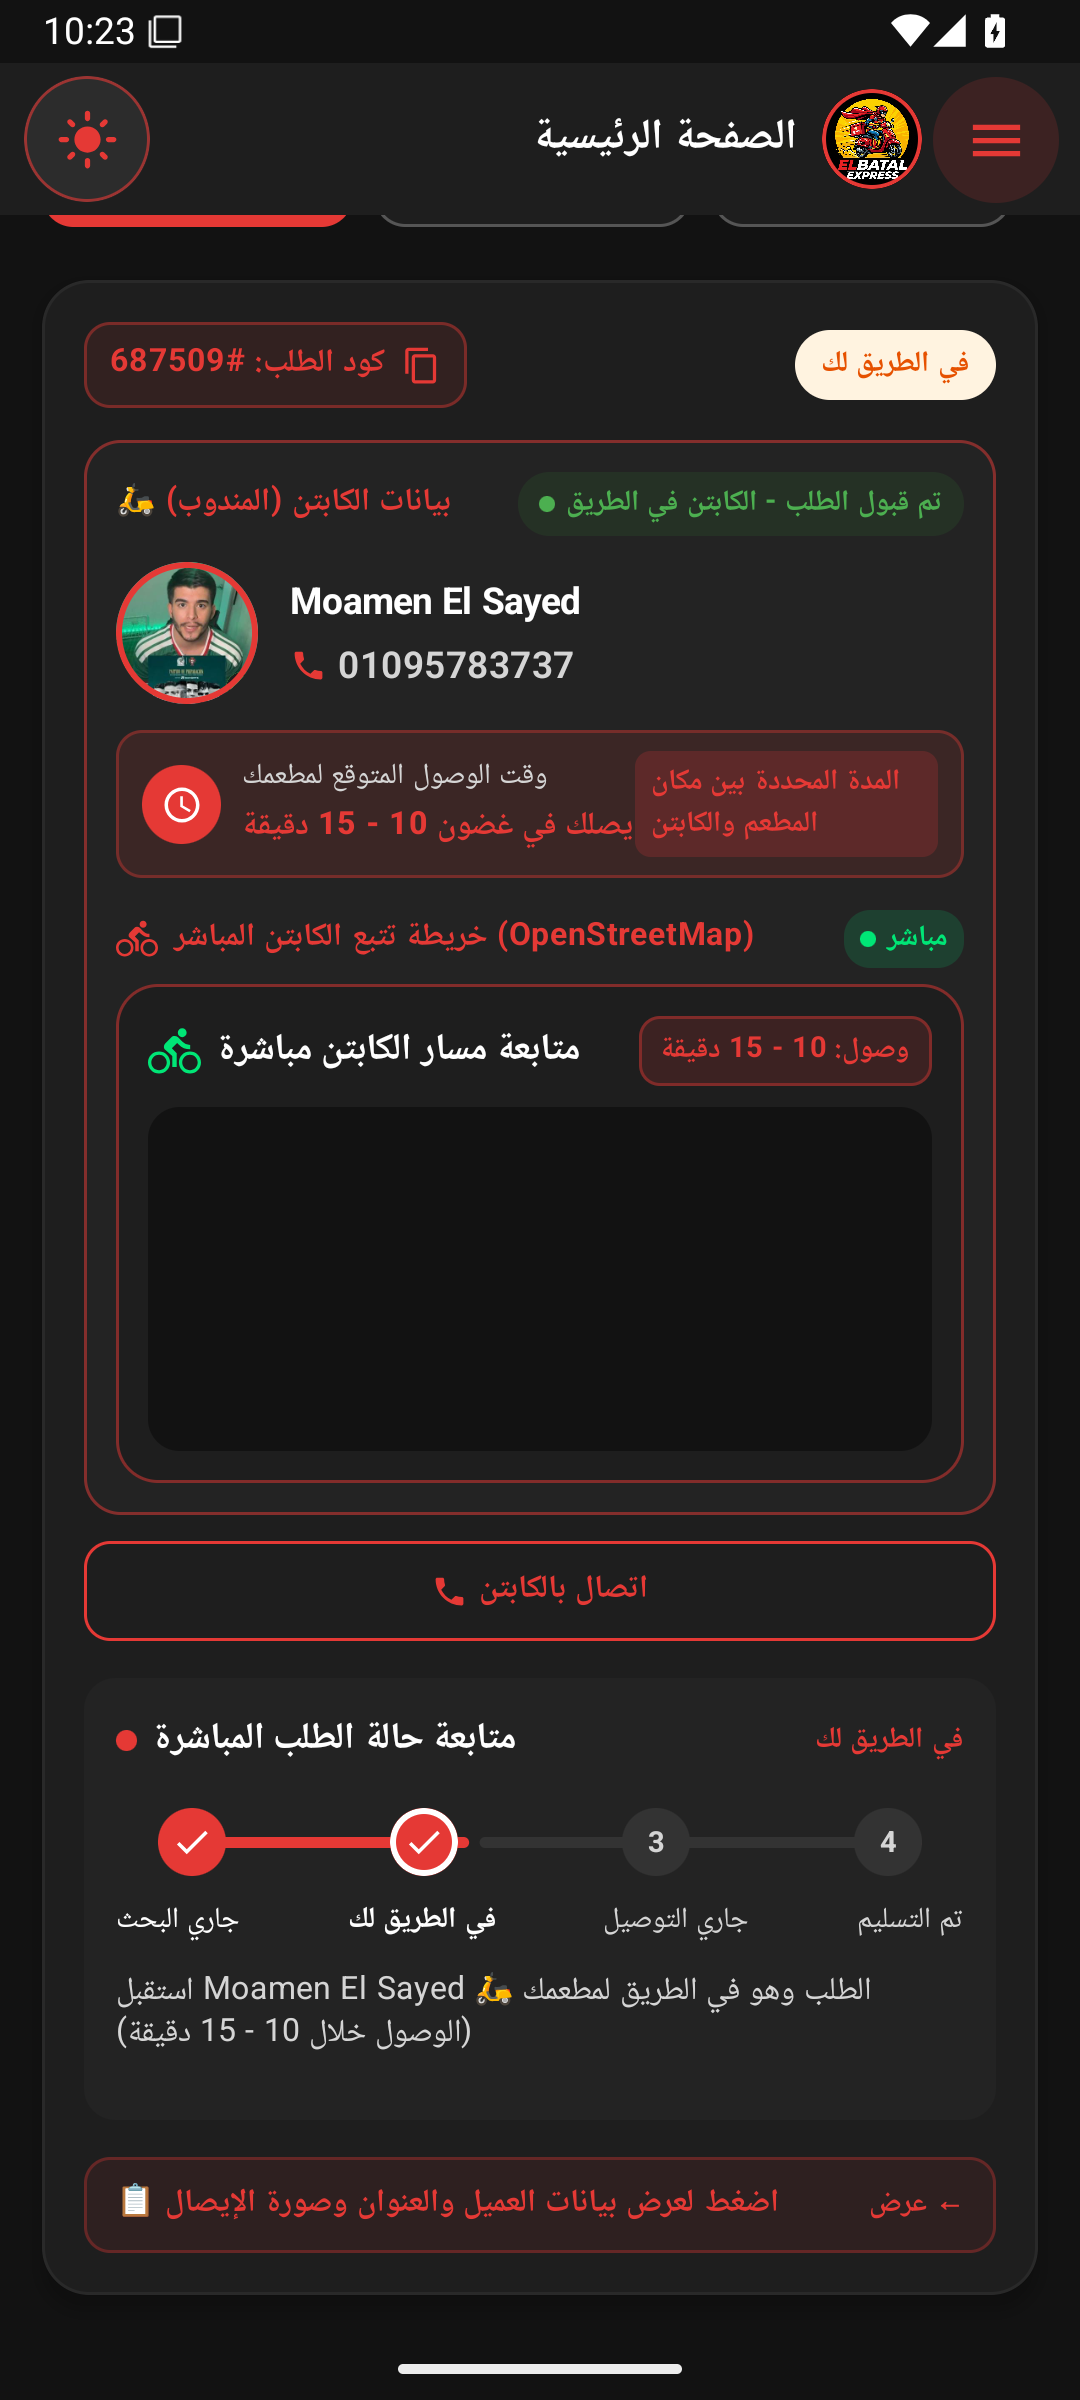 10:23
الصفحة الرئيسية
ELBATAL
EXPRESS
في الطريق لك
كود الطلب: #687509
بيانات الكابتن (المندوب) 🛵
تم قبول الطلب - الكابتن في الطريق
Moamen El Sayed
01095783737
وقت الوصول المتوقع لمطعمك
يصلك في غضون 10 - 15 دقيقة
المدة المحددة بين مكان
المطعم والكابتن
خريطة تتبع الكابتن المباشر (OpenStreetMap)
مباشر
متابعة مسار الكابتن مباشرة
وصول: 10 - 15 دقيقة
اتصال بالكابتن
متابعة حالة الطلب المباشرة
في الطريق لك
3
4
جاري البحث
في الطريق لك
جاري التوصيل
تم التسليم
استقبل Moamen El Sayed 🛵 الطلب وهو في الطريق لمطعمك
(الوصول خلال 10 - 15 دقيقة)
📋 اضغط لعرض بيانات العميل والعنوان وصورة الإيصال
عرض ←